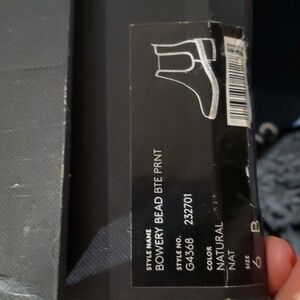 STYLE NAME
BOWERY BEAD BTE PRNT
STYLE NO.
G4368 232701
COLOR
NATURAL
NAT
SIZE
6 B